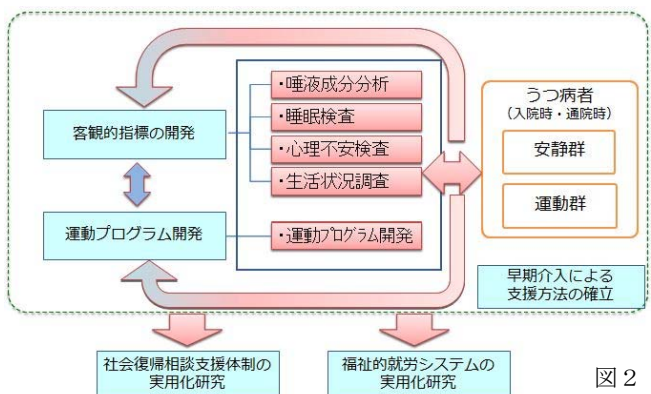 ・唾液成分分析
・睡眠検査
・心理不安検査
・生活状況調査
・運動ﾌﾟﾛｸﾞﾗﾑ開発
客観的指標の開発
運動プログラム開発
うつ病者
（入院時・通院時）
安静群
運動群
早期介入による
支援方法の確立
社会復帰相談支援体制の
実用化研究
福祉的就労システムの
実用化研究
図２